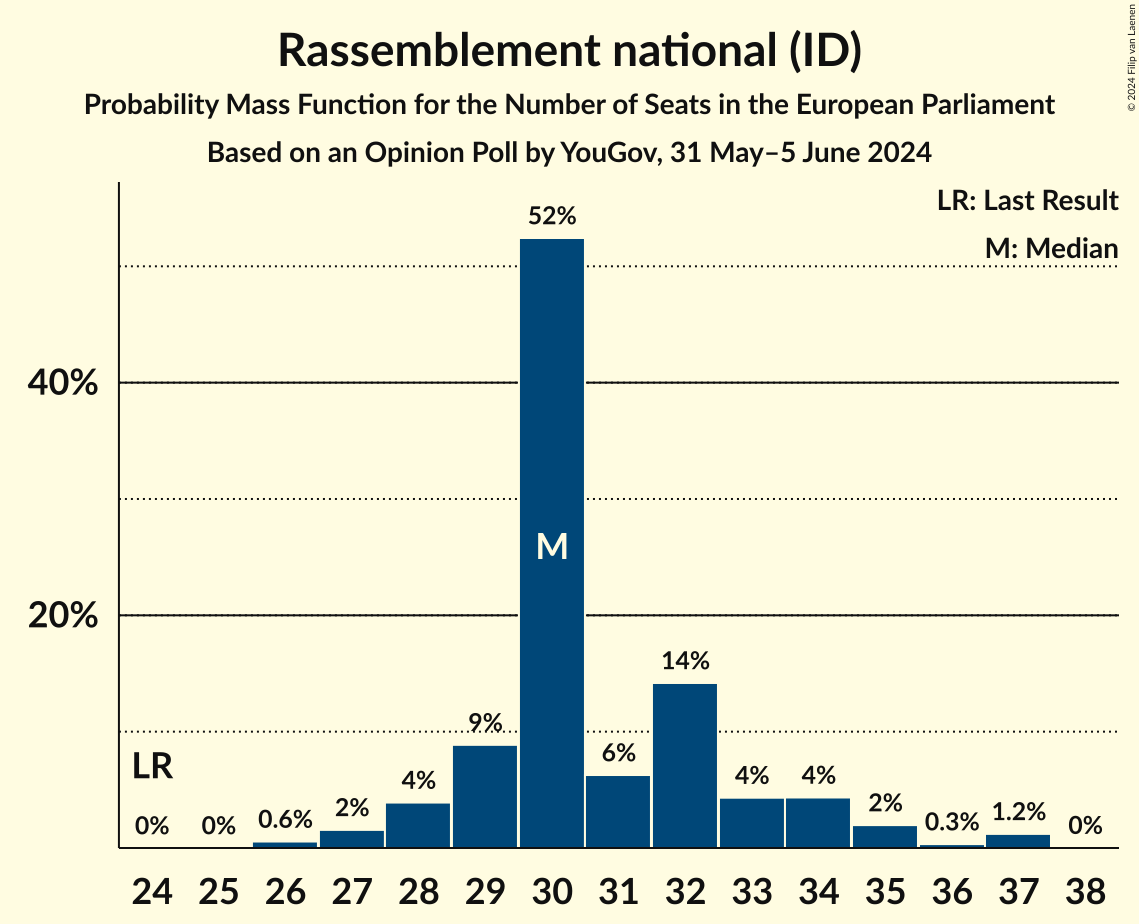 Rassemblement national (ID)
Probability Mass Function for the Number of Seats in the European Parliament
Based on an Opinion Poll by YouGov, 31 May–5 June 2024
© 2024 Filip van Laenen
LR: Last Result
M: Median
52%
40%
M
20%
14%
9%
LR
6%
4%
4%
4%
2%
2%
0%
0%
0.6%
0.3%
1.2%
0%
24 25 26 27 28 29 30 31 32 33 34 35 36 37 38